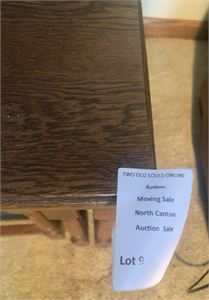 TWO OLD SOULS ONLINE
Auctions
Moving Sale
North Canton
Auction Sale
Lot 9